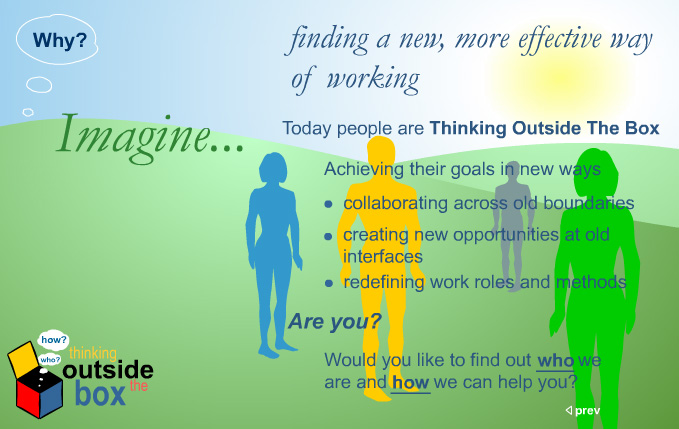 Why?
finding a new, more effective way
of working
Imagine...
Today people are Thinking Outside The Box
Achieving their goals in new ways
• collaborating across old boundaries
• creating new opportunities at old
interfaces
• redefining work roles and methods
Are you?
Would you like to find out who we
are and how we can help you?
how?
who?
thinking
outside
the
box
prev